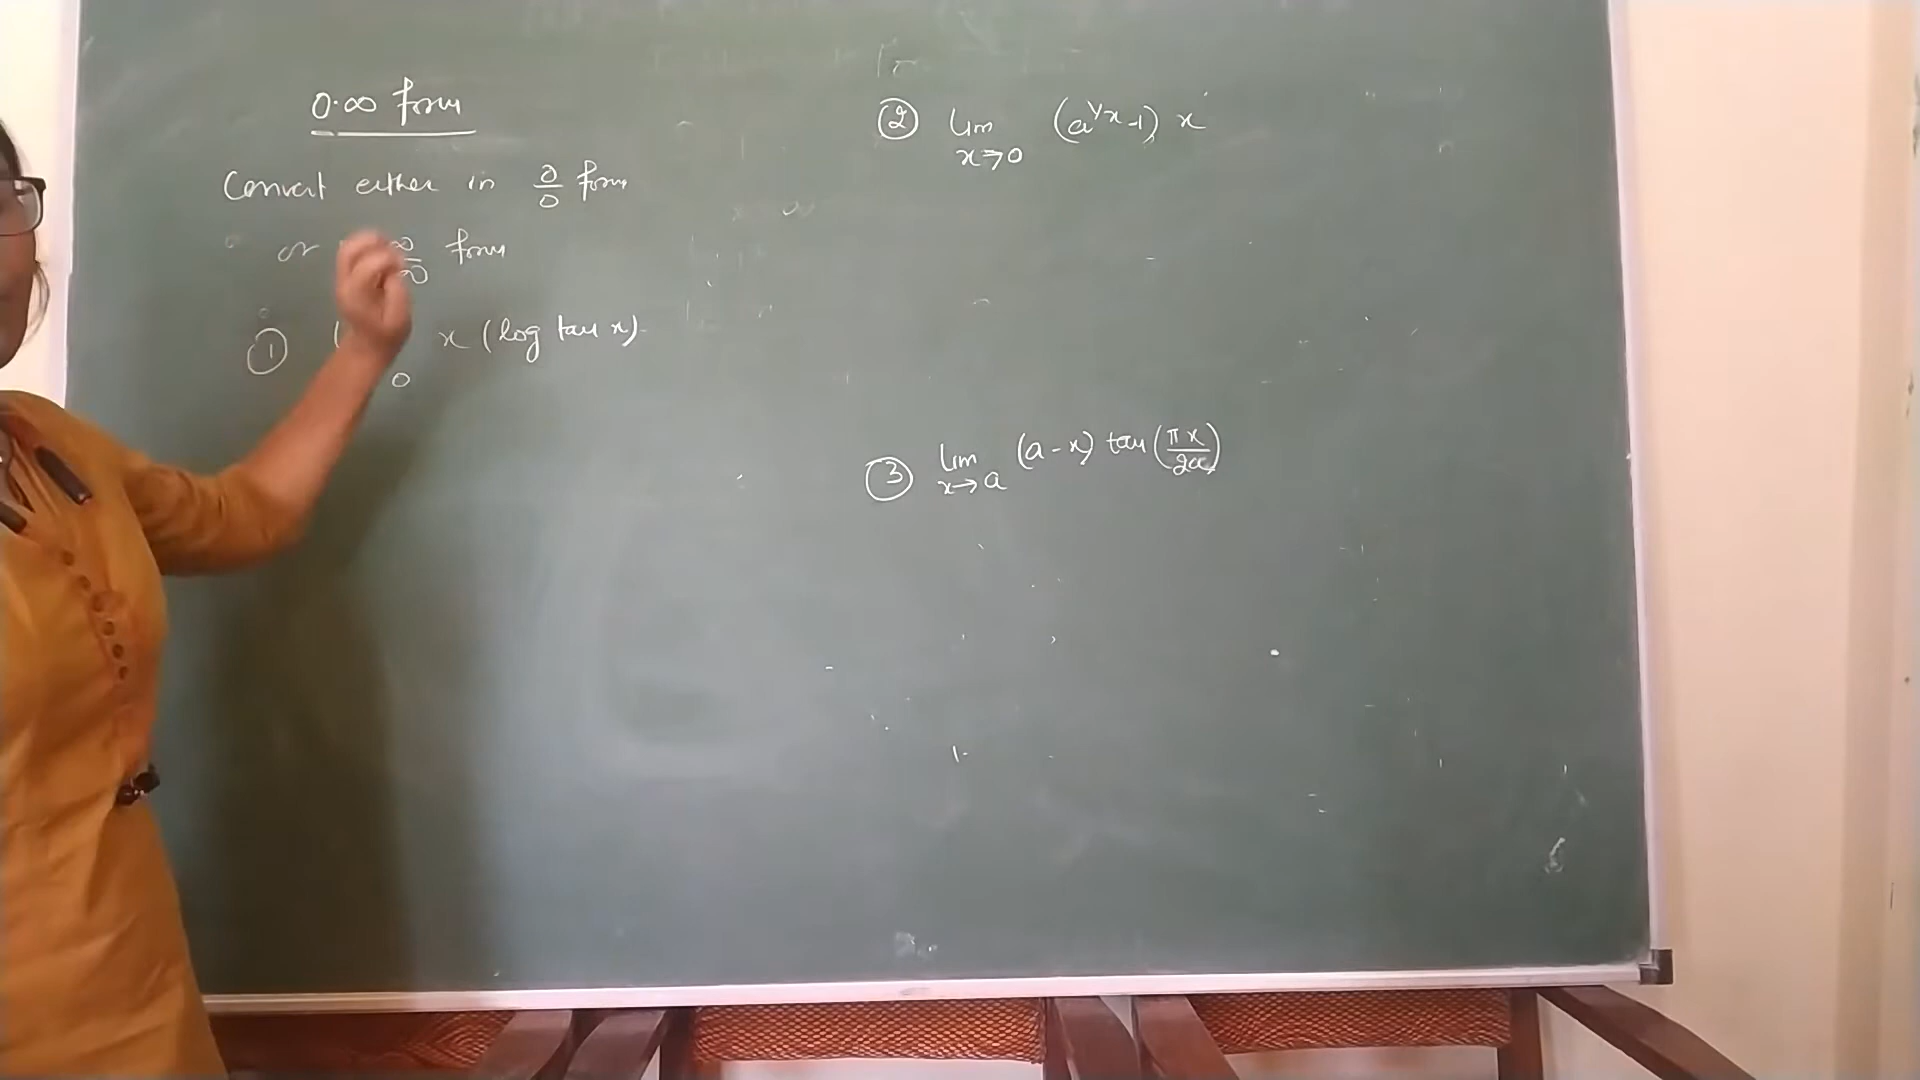 0·∞ form
Convert either in 0/0 form
or ∞/∞ form
① x (log tan x)
0
② lim x→0 (a^1/x -1) x
③ lim x→a (a-x) tan (πx/2a)